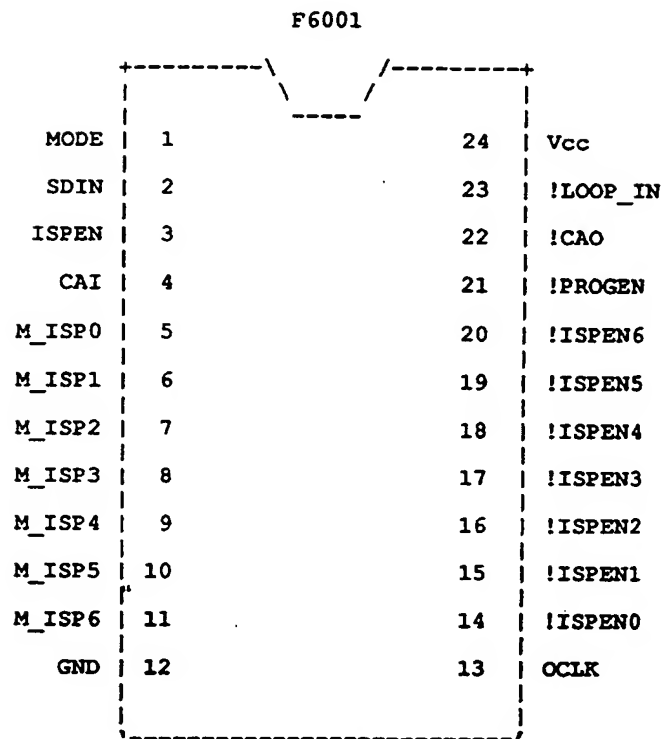 F6001
MODE 1 24 Vcc
SDIN 2 23 !LOOP_IN
ISPEN 3 22 !CAO
CAI 4 21 !PROGEN
M_ISP0 5 20 !ISPEN6
M_ISP1 6 19 !ISPEN5
M_ISP2 7 18 !ISPEN4
M_ISP3 8 17 !ISPEN3
M_ISP4 9 16 !ISPEN2
M_ISP5 10 15 !ISPEN1
M_ISP6 11 14 !ISPEN0
GND 12 13 OCLK